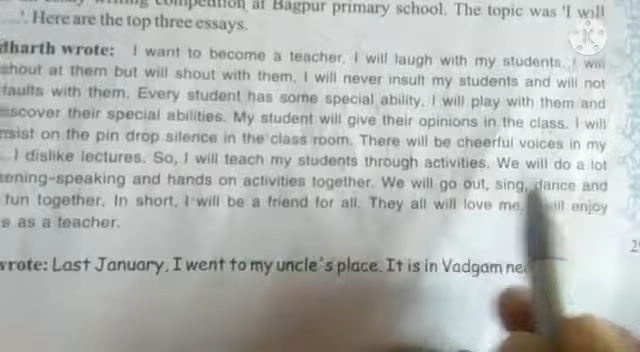 competition at Bagpur primary school. The topic was 'I will
.'. Here are the top three essays.
dharth wrote: I want to become a teacher. I will laugh with my students. I will
shout at them but will shout with them. I will never insult my students and will not
faults with them. Every student has some special ability. I will play with them and
scover their special abilities. My student will give their opinions in the class. I will
nsist on the pin drop silence in the class room. There will be cheerful voices in my
. I dislike lectures. So, I will teach my students through activities. We will do a lot
tening-speaking and hands on activities together. We will go out, sing, dance and
fun together. In short, I will be a friend for all. They all will love me. enjoy
e as a teacher.
wrote: Last January, I went to my uncle's place. It is in Vadgam